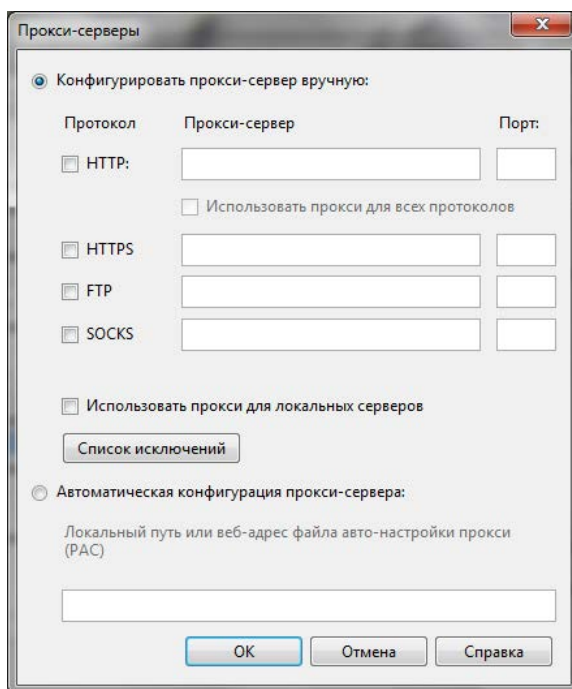 Прокси-серверы
Конфигурировать прокси-сервер вручную:
Протокол Прокси-сервер Порт:
HTTP:
Использовать прокси для всех протоколов
HTTPS
FTP
SOCKS
Использовать прокси для локальных серверов
Список исключений
Автоматическая конфигурация прокси-сервера:
Локальный путь или веб-адрес файла авто-настройки прокси
(PAC)
OK Отмена Справка